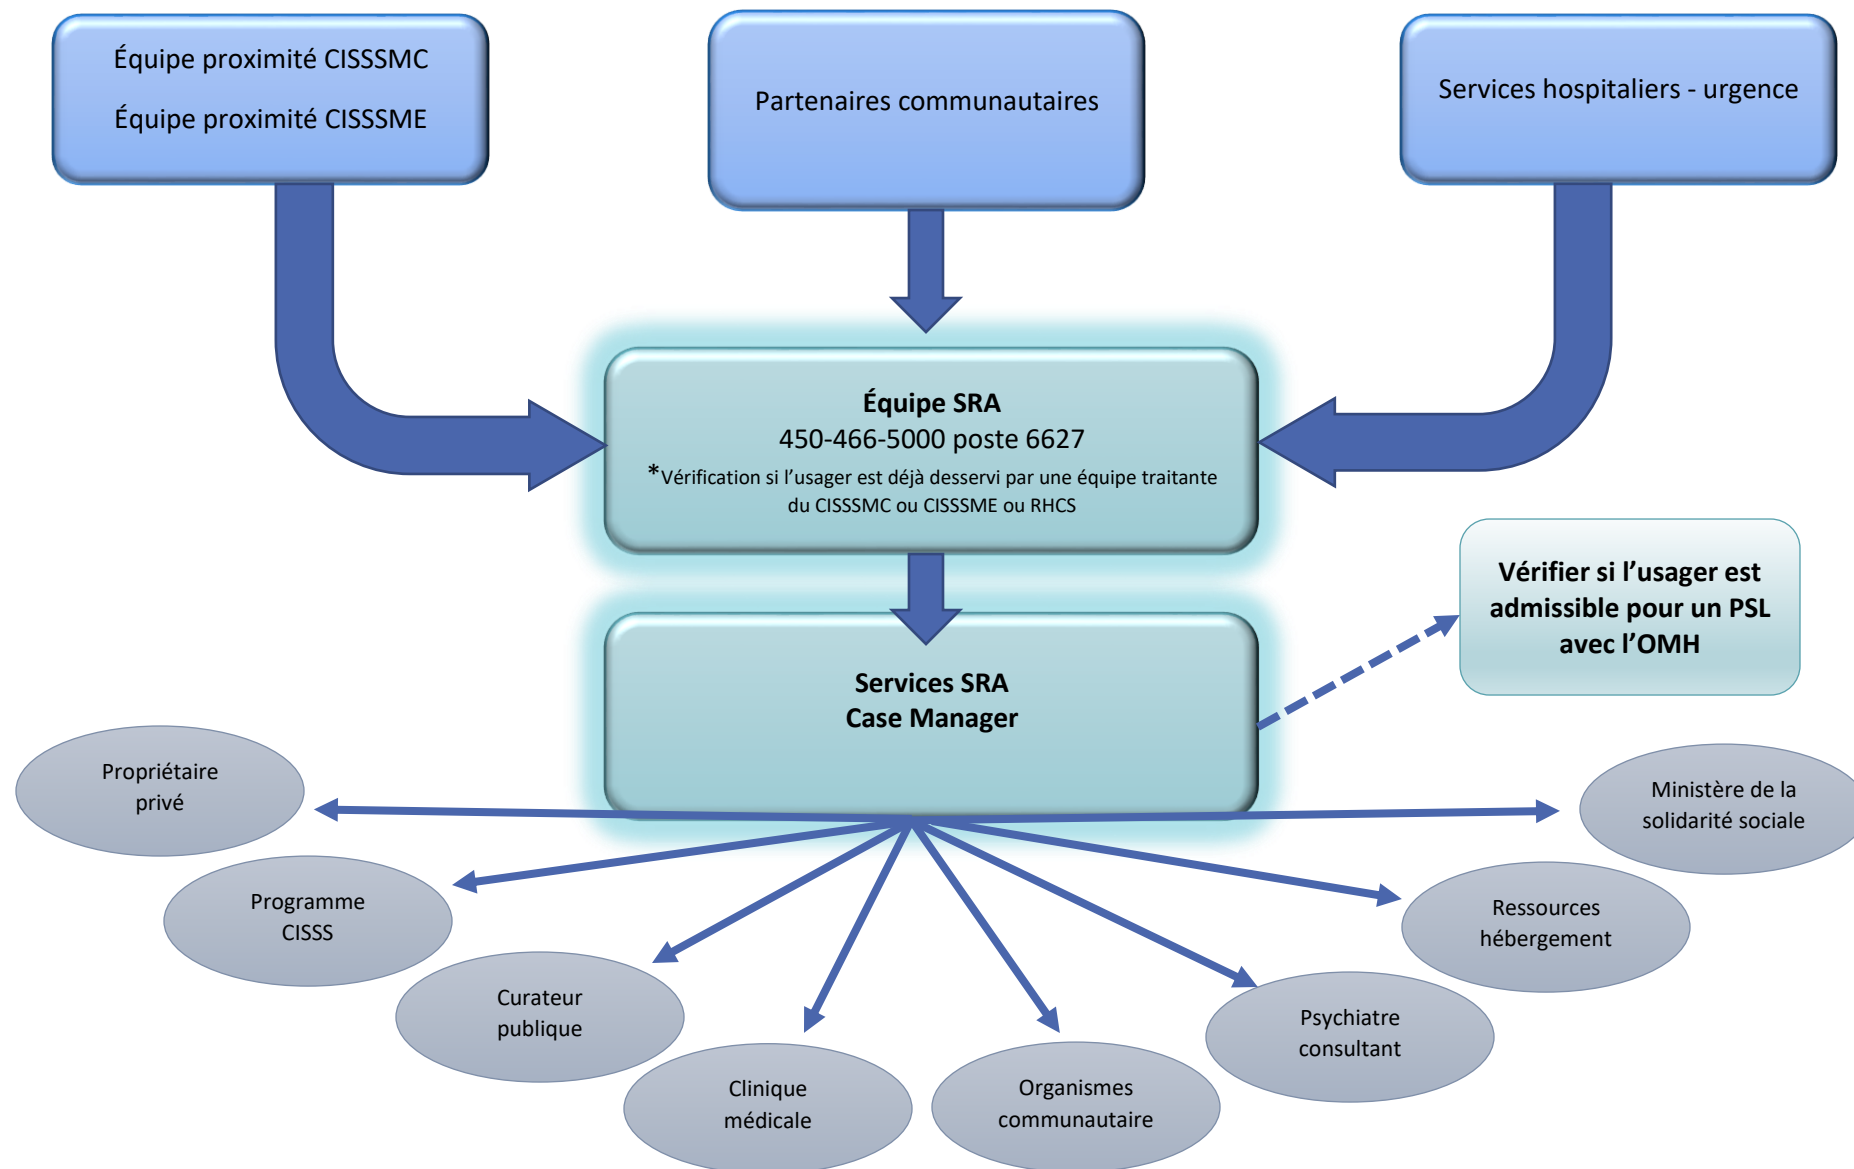 Équipe proximité CISSSMC
Équipe proximité CISSSME
Partenaires communautaires
Services hospitaliers - urgence
Équipe SRA
450-466-5000 poste 6627
*Vérification si l’usager est déjà desservi par une équipe traitante
du CISSSMC ou CISSSME ou RHCS
Vérifier si l’usager est
admissible pour un PSL
avec l’OMH
Services SRA
Case Manager
Propriétaire
privé
Programme
CISSS
Curateur
publique
Clinique
médicale
Organismes
communautaire
Psychiatre
consultant
Ressources
hébergement
Ministère de la
solidarité sociale